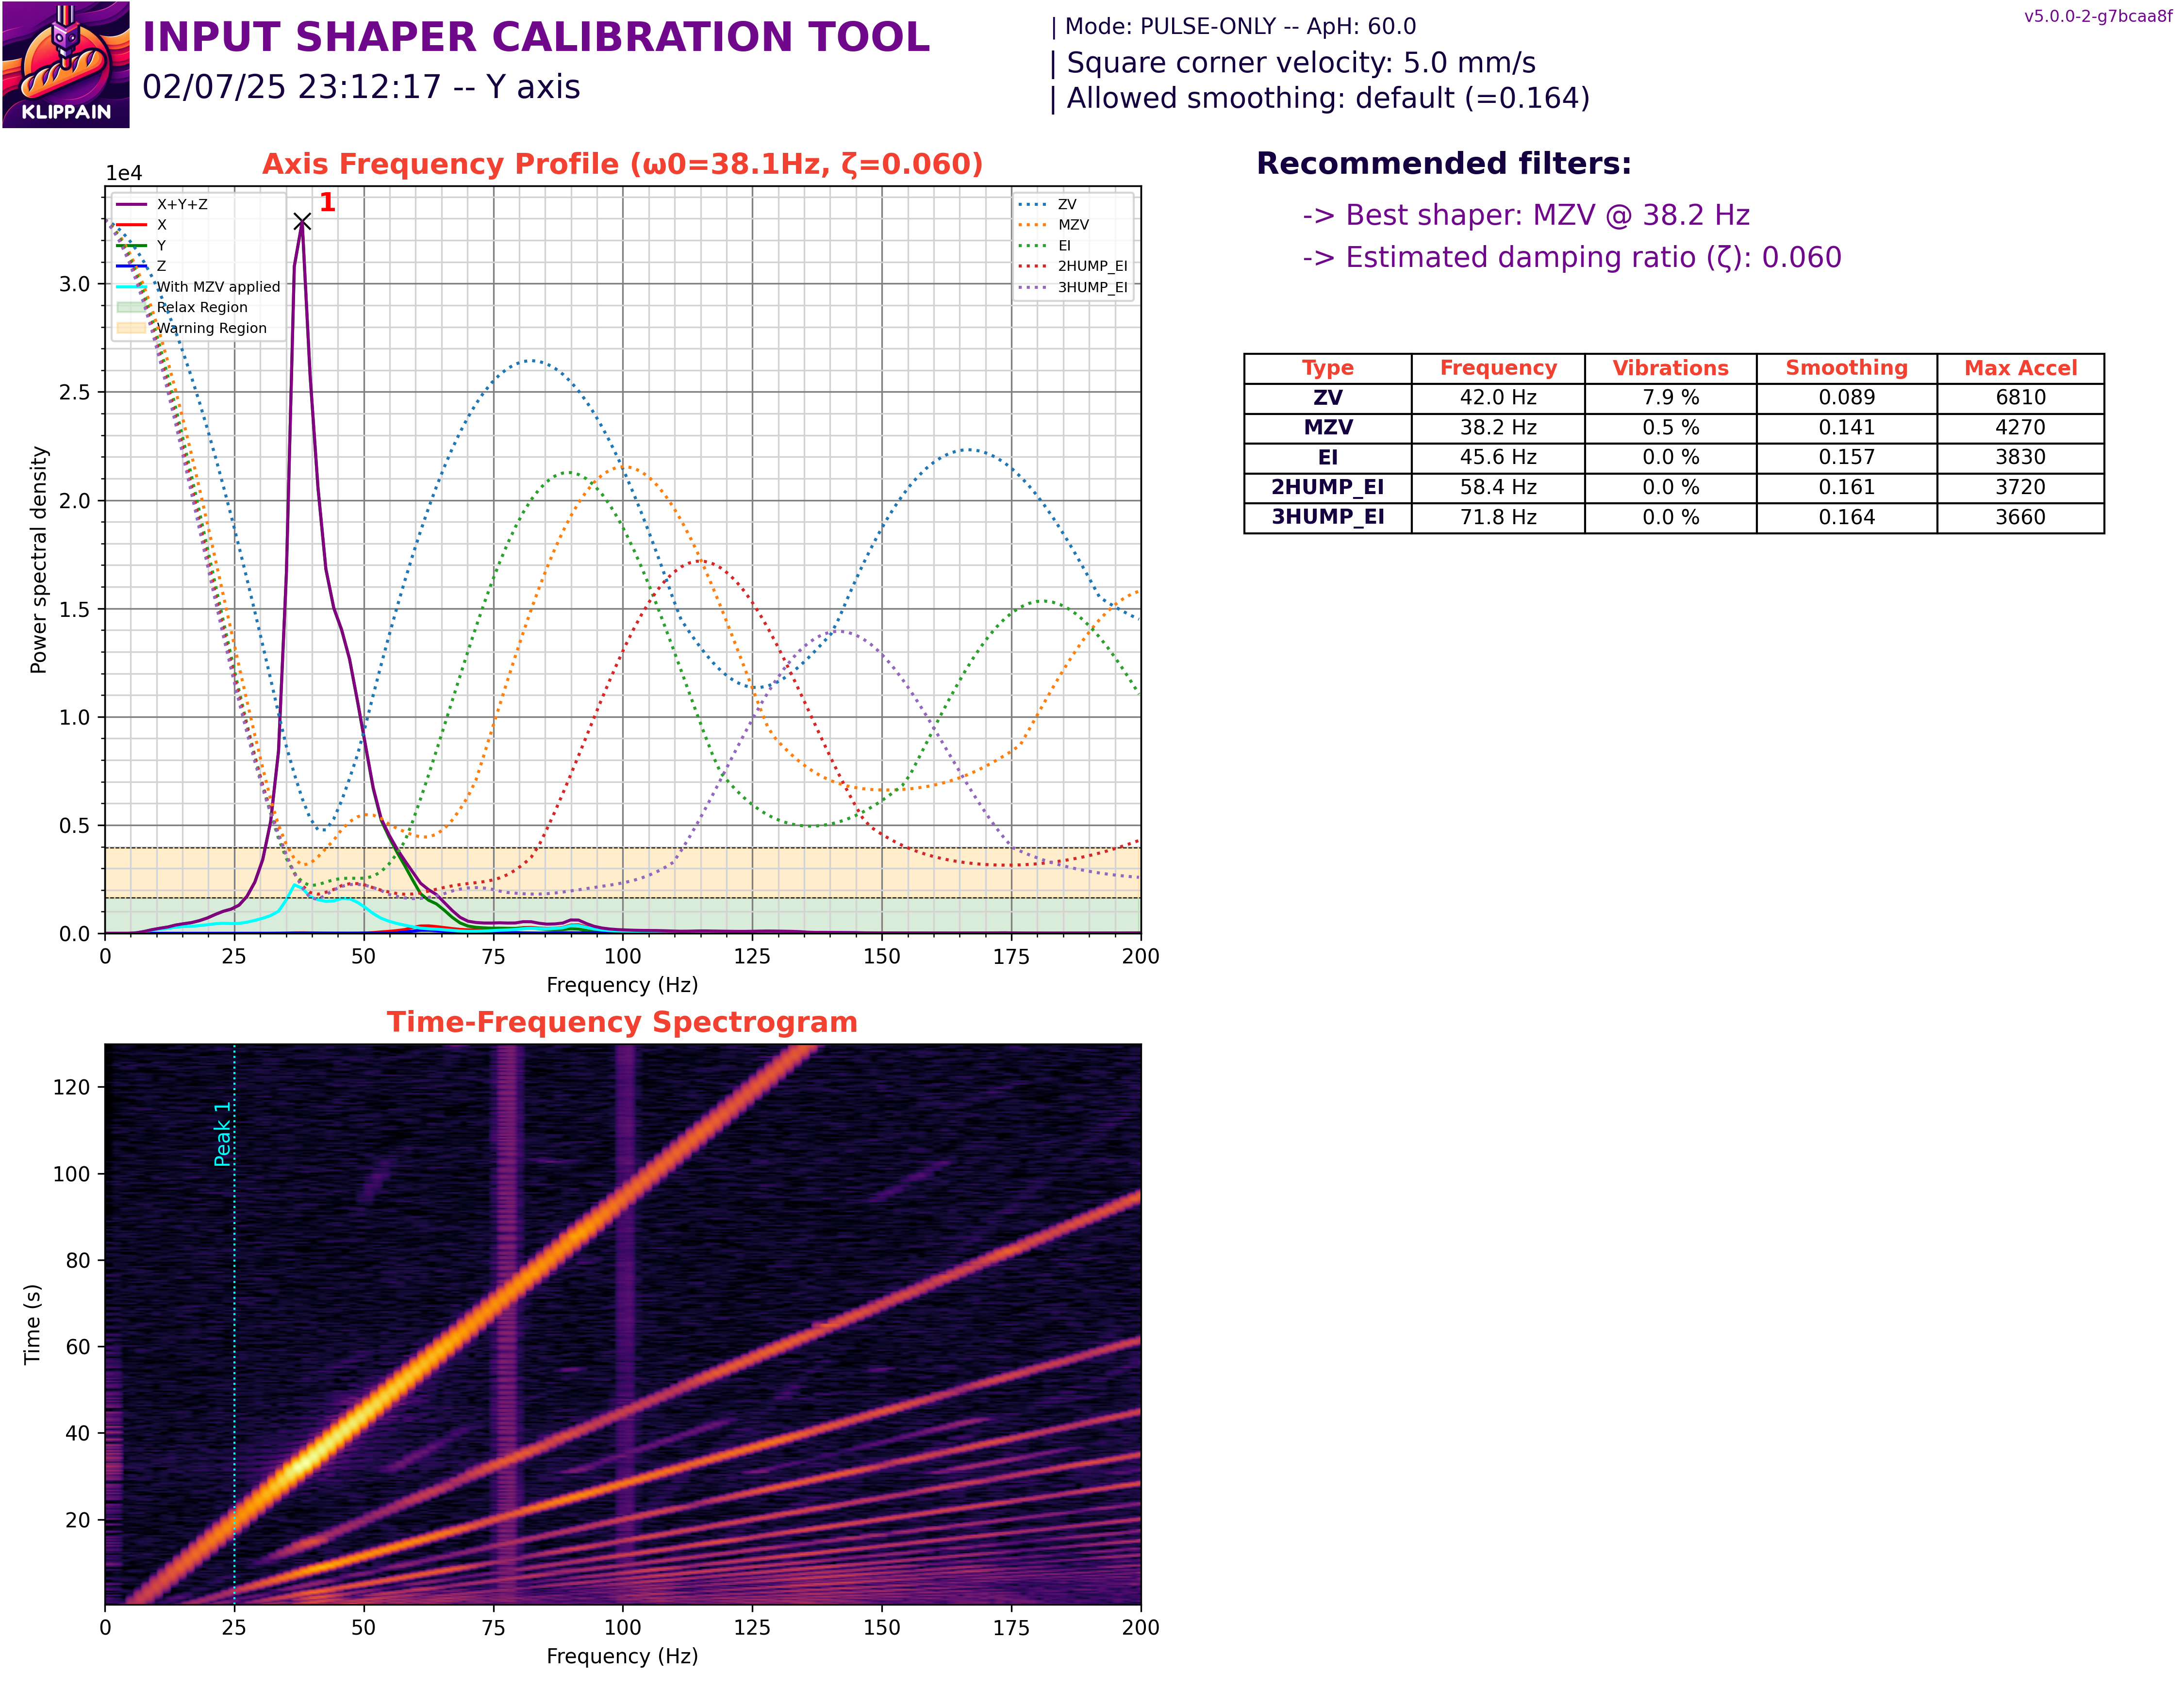 KLIPPAIN
INPUT SHAPER CALIBRATION TOOL
02/07/25 23:12:17 -- Y axis
| Mode: PULSE-ONLY -- ApH: 60.0
| Square corner velocity: 5.0 mm/s
| Allowed smoothing: default (=0.164)
v5.0.0-2-g7bcaa8f
Axis Frequency Profile (ω0=38.1Hz, ζ=0.060)
1e4
1
X+Y+Z
X
Y
Z
With MZV applied
Relax Region
Warning Region
ZV
MZV
EI
2HUMP_EI
3HUMP_EI
Power spectral density
3.0
2.5
2.0
1.5
1.0
0.5
0.0
0 25 50 75 100 125 150 175 200
Frequency (Hz)
Recommended filters:
-> Best shaper: MZV @ 38.2 Hz
-> Estimated damping ratio (ζ): 0.060
Type Frequency Vibrations Smoothing Max Accel
ZV 42.0 Hz 7.9 % 0.089 6810
MZV 38.2 Hz 0.5 % 0.141 4270
EI 45.6 Hz 0.0 % 0.157 3830
2HUMP_EI 58.4 Hz 0.0 % 0.161 3720
3HUMP_EI 71.8 Hz 0.0 % 0.164 3660
Time-Frequency Spectrogram
Peak 1
Time (s)
120
100
80
60
40
20
0 25 50 75 100 125 150 175 200
Frequency (Hz)